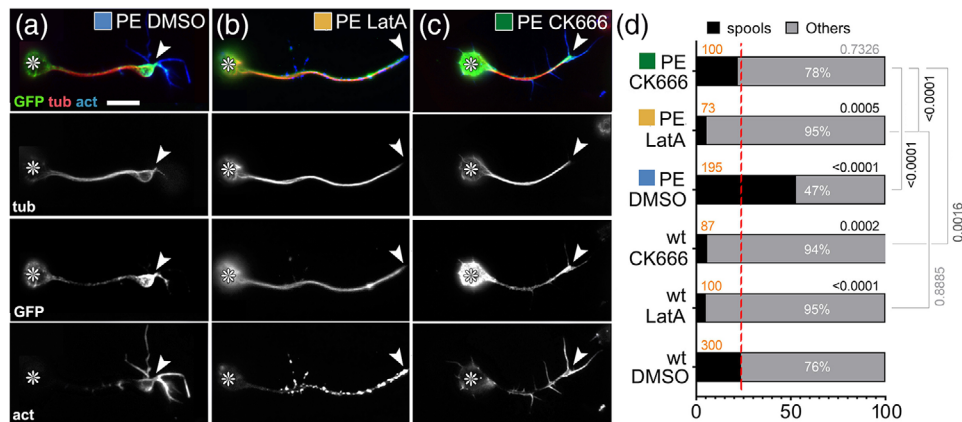 (a) PE DMSO
(b) PE LatA
(c) PE CK666
GFP tub act
tub
GFP
act
(d) spools Others
100 0.7326
PE CK666 78%
73 0.0005
PE LatA 95%
195 <0.0001
PE DMSO 47%
87 0.0002
wt CK666 94%
100 <0.0001
wt LatA 95%
300
wt DMSO 76%
0 50 100
<0.0001
<0.0001
0.0016
0.8885